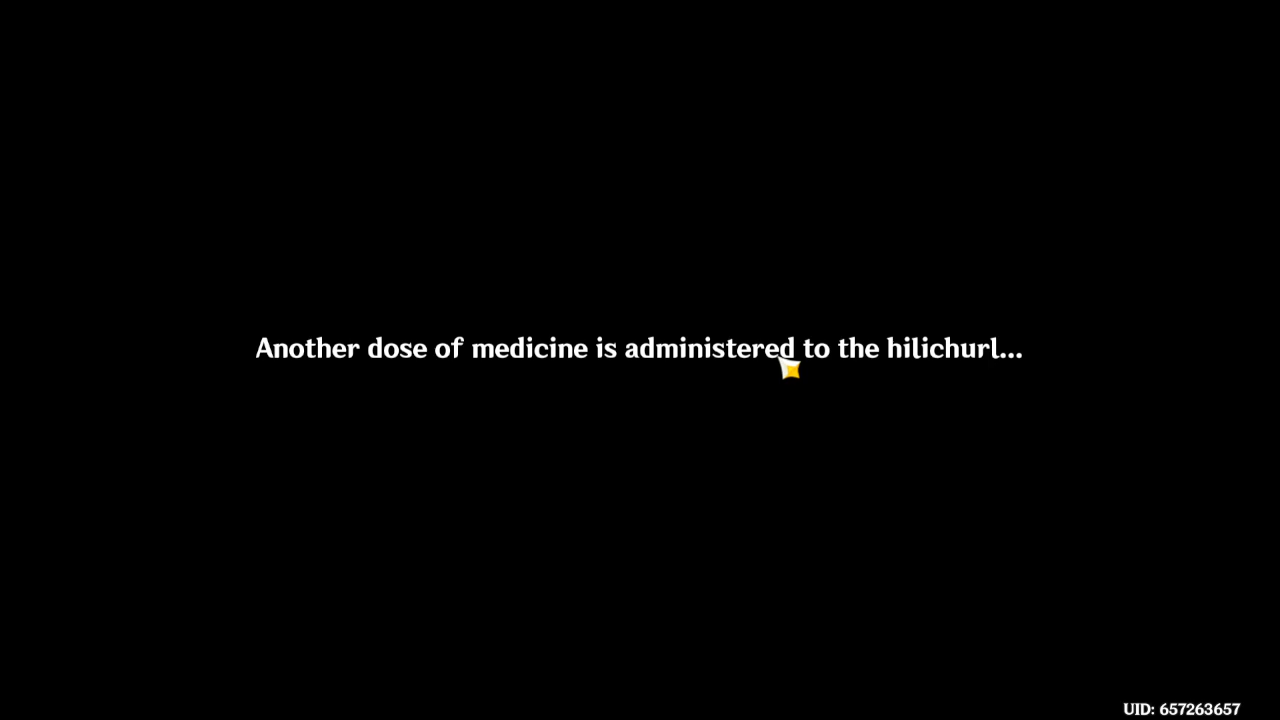 Another dose of medicine is administered to the hilichurl...
UID: 657263657